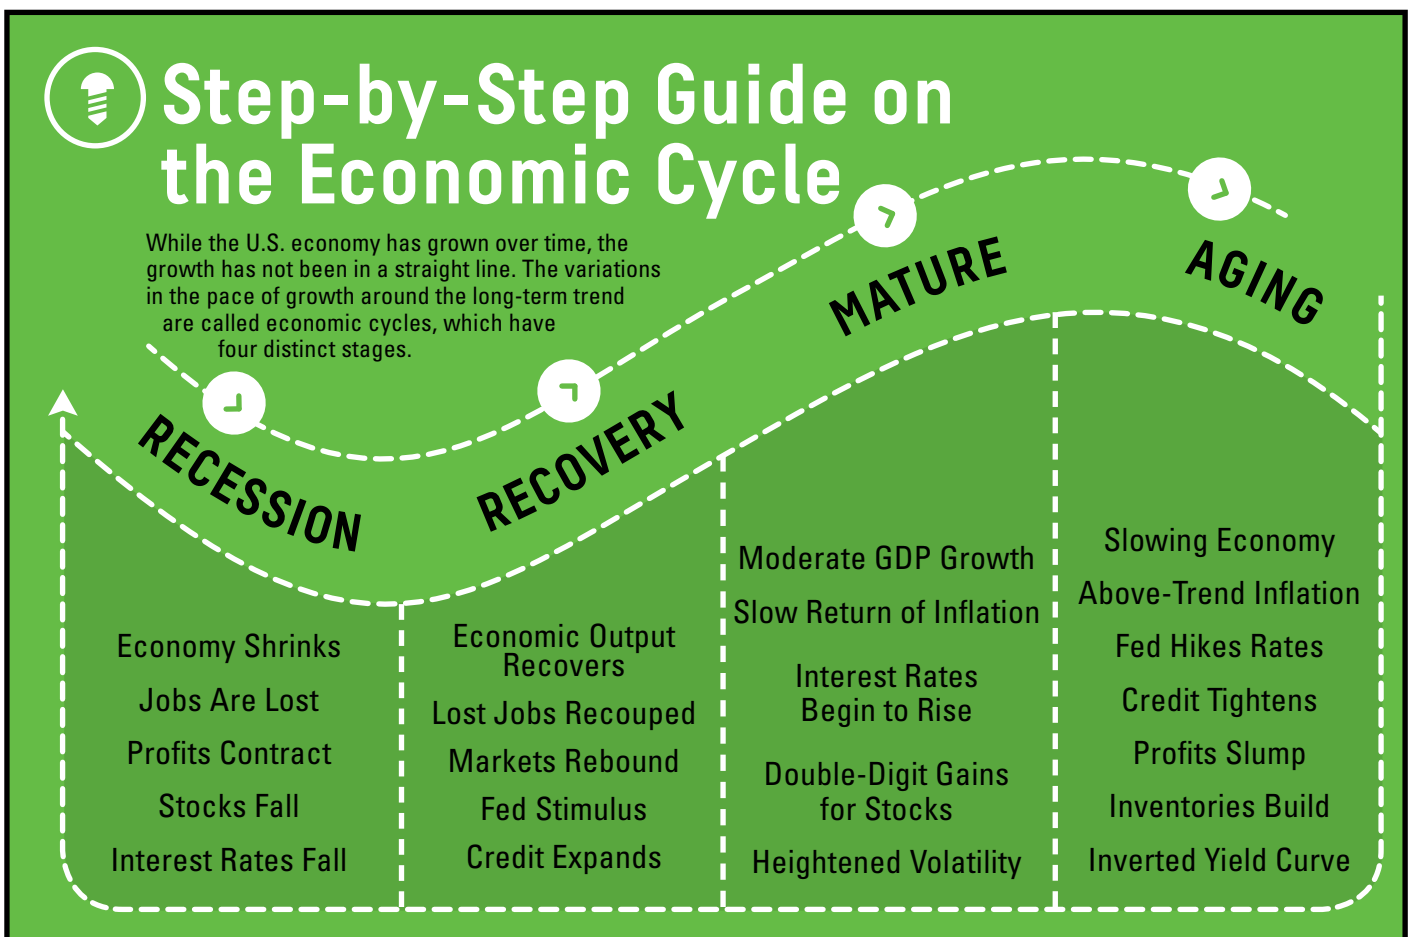 Step-by-Step Guide on
the Economic Cycle
While the U.S. economy has grown over time, the
growth has not been in a straight line. The variations
in the pace of growth around the long-term trend
are called economic cycles, which have
four distinct stages.
RECESSION
RECOVERY
MATURE
AGING
Economy Shrinks
Jobs Are Lost
Profits Contract
Stocks Fall
Interest Rates Fall
Economic Output
Recovers
Lost Jobs Recouped
Markets Rebound
Fed Stimulus
Credit Expands
Moderate GDP Growth
Slow Return of Inflation
Interest Rates
Begin to Rise
Double-Digit Gains
for Stocks
Heightened Volatility
Slowing Economy
Above-Trend Inflation
Fed Hikes Rates
Credit Tightens
Profits Slump
Inventories Build
Inverted Yield Curve